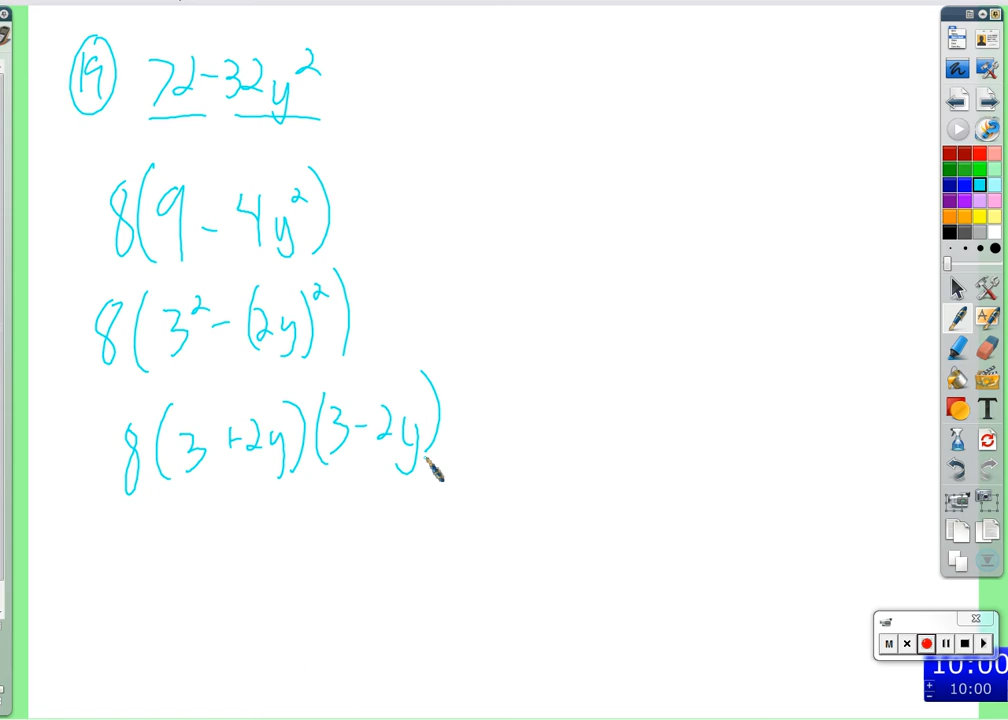 19 72-32y²
8(9 - 4y²)
8(3² - (2y)²)
8(3+2y)(3-2y)
M
10:00
10:00